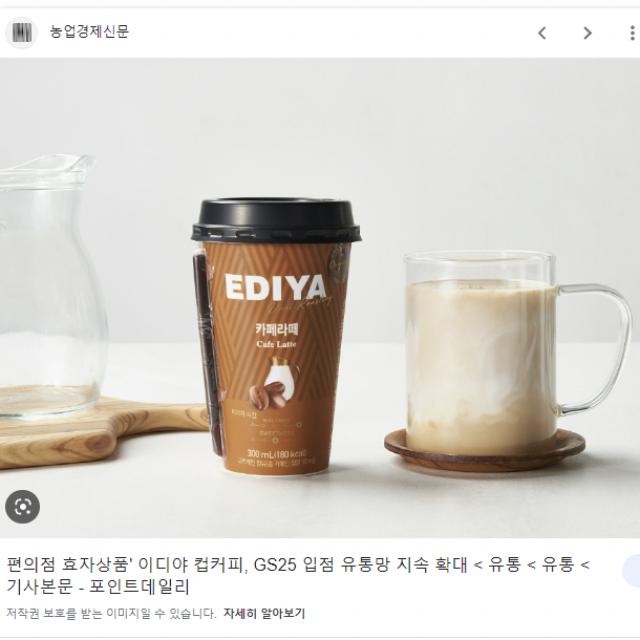 농업경제신문
EDIYA
카페라떼
Cafe Latte
300 mL(180 kcal)
편의점 효자상품' 이디야 컵커피, GS25 입점 유통망 지속 확대 < 유통 < 유통 <
기사본문 - 포인트데일리
저작권 보호를 받는 이미지일 수 있습니다. 자세히 알아보기